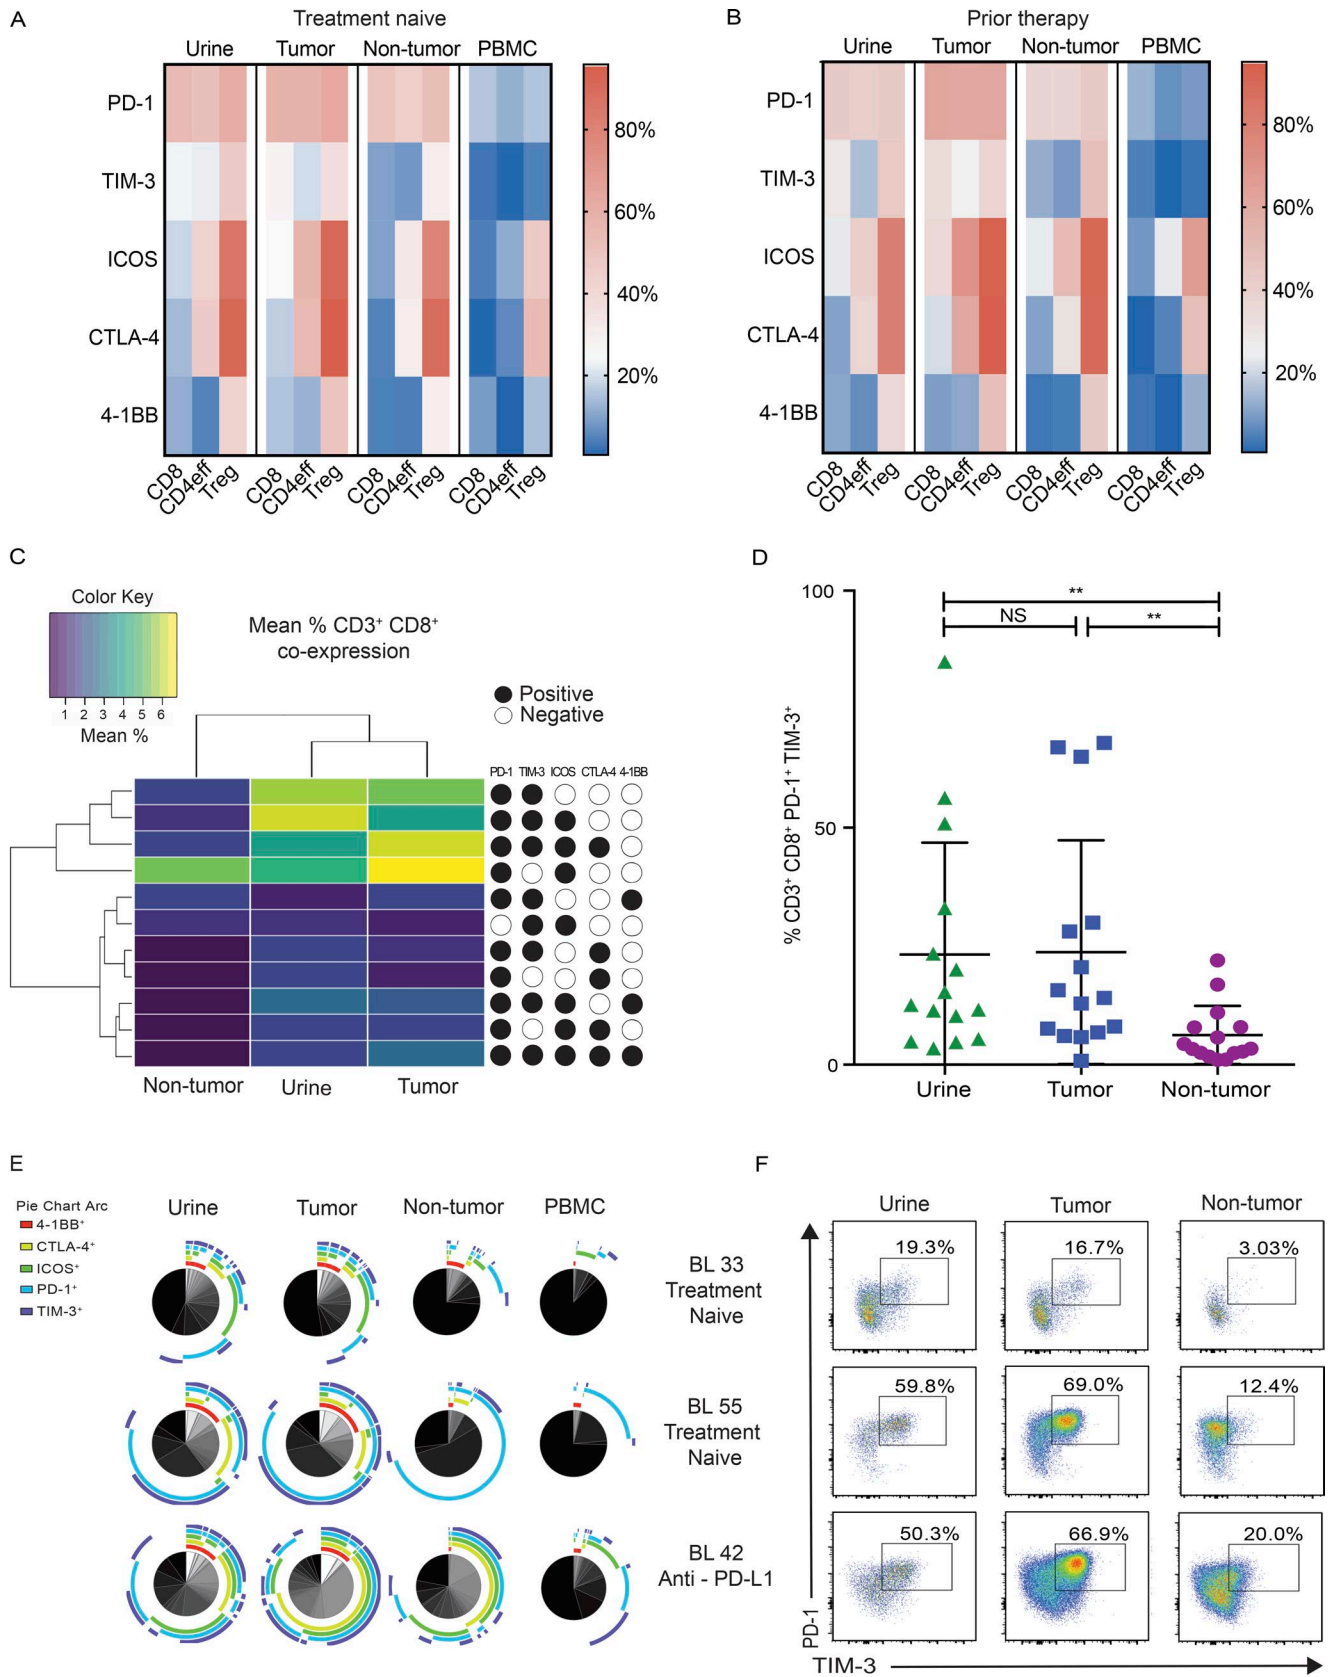 A
Treatment naive
Urine Tumor Non-tumor PBMC
PD-1
TIM-3
ICOS
CTLA-4
4-1BB
80%
60%
40%
20%
CD8 CD4eff Treg CD8 CD4eff Treg CD8 CD4eff Treg CD8 CD4eff Treg
B
Prior therapy
Urine Tumor Non-tumor PBMC
PD-1
TIM-3
ICOS
CTLA-4
4-1BB
80%
60%
40%
20%
CD8 CD4eff Treg CD8 CD4eff Treg CD8 CD4eff Treg CD8 CD4eff Treg
C
Color Key
1 2 3 4 5 6
Mean %
Mean % CD3⁺ CD8⁺
co-expression
Positive
Negative
PD-1 TIM-3 ICOS CTLA-4 4-1BB
Non-tumor Urine Tumor
D
100
50
0
% CD3⁺ CD8⁺ PD-1⁺ TIM-3⁺
**
NS
**
Urine Tumor Non-tumor
E
Pie Chart Arc
4-1BB⁺
CTLA-4⁺
ICOS⁺
PD-1⁺
TIM-3⁺
Urine Tumor Non-tumor PBMC
BL 33
Treatment
Naive
BL 55
Treatment
Naive
BL 42
Anti - PD-L1
F
Urine Tumor Non-tumor
19.3% 16.7% 3.03%
59.8% 69.0% 12.4%
50.3% 66.9% 20.0%
PD-1
TIM-3